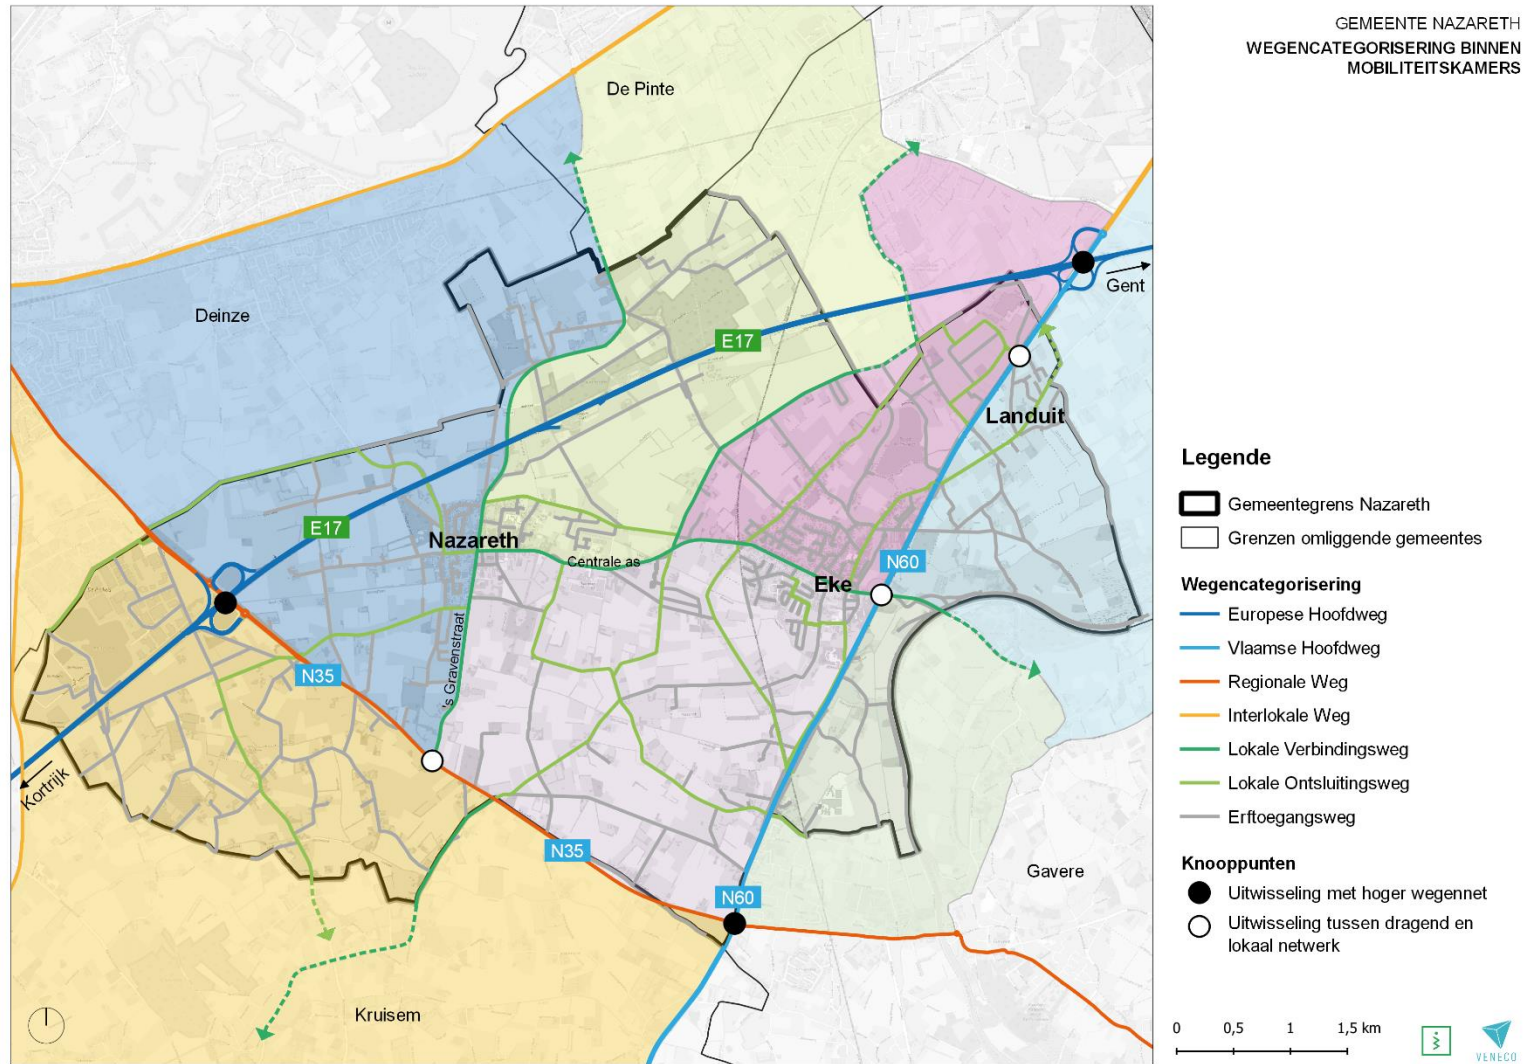 GEMEENTE NAZARETH
WEGENCATEGORISERING BINNEN
MOBILITEITSKAMERS
De Pinte
Deinze
Gent
E17
Landuit
E17
Nazareth
Centrale as
N60
Eke
's Gravenstraat
N35
Kortrijk
N35
N60
Gavere
Kruisem
Legende
Gemeentegrens Nazareth
Grenzen omliggende gemeentes
Wegencategorisering
Europese Hoofdweg
Vlaamse Hoofdweg
Regionale Weg
Interlokale Weg
Lokale Verbindingsweg
Lokale Ontsluitingsweg
Erftoegangsweg
Knooppunten
Uitwisseling met hoger wegennet
Uitwisseling tussen dragend en
lokaal netwerk
0 0,5 1 1,5 km
VENECO